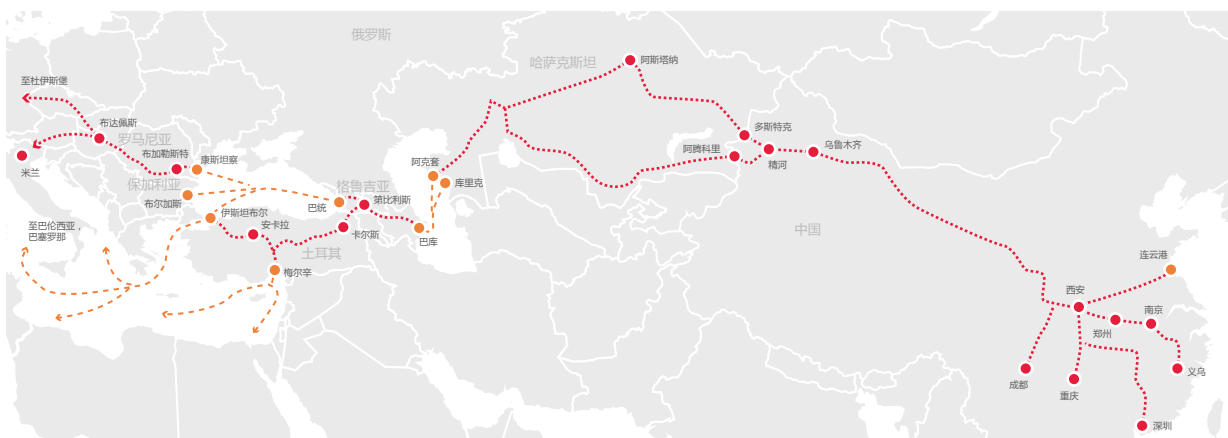 俄罗斯
哈萨克斯坦
阿斯塔纳
至杜伊斯堡
布达佩斯
罗马尼亚
多斯特克
布加勒斯特
康斯坦察
阿腾科里
精河
乌鲁木齐
米兰
阿克套
库里克
保加利亚
格鲁吉亚
布尔加斯
巴统
第比利斯
伊斯坦布尔
安卡拉
至巴伦西亚，
巴塞罗那
卡尔斯
巴库
土耳其
中国
连云港
梅尔辛
西安
南京
郑州
成都
重庆
义乌
深圳